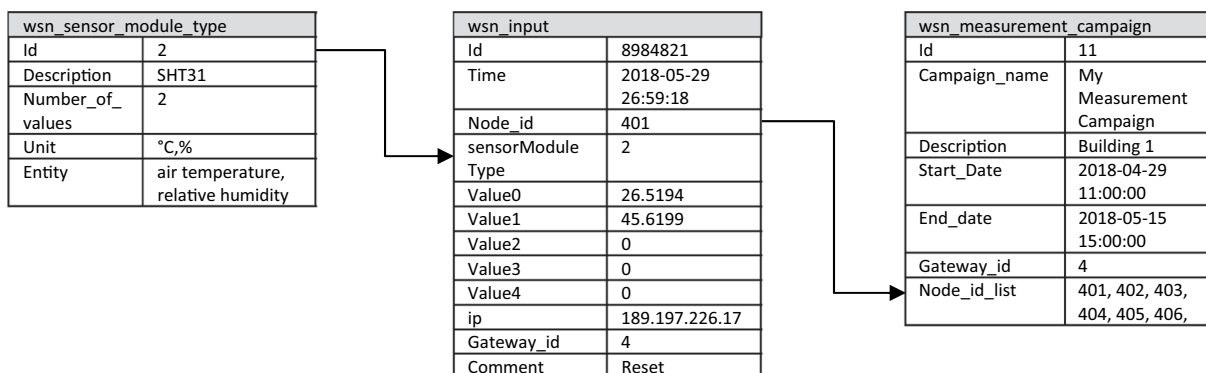 wsn_sensor_module_type
Id 2
Description SHT31
Number_of_ 2
values
Unit °C,%
Entity air temperature,
relative humidity
wsn_input
Id 8984821
Time 2018-05-29
26:59:18
Node_id 401
sensorModule 2
Type
Value0 26.5194
Value1 45.6199
Value2 0
Value3 0
Value4 0
ip 189.197.226.17
Gateway_id 4
Comment Reset
wsn_measurement_campaign
Id 11
Campaign_name My
Measurement
Campaign
Description Building 1
Start_Date 2018-04-29
11:00:00
End_date 2018-05-15
15:00:00
Gateway_id 4
Node_id_list 401, 402, 403,
404, 405, 406,